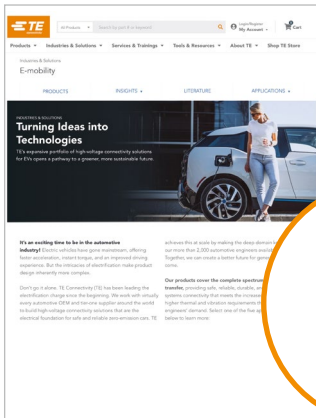 TE
All Products Search by part # or keyword Login/Register My Account Cart
Products Industries & Solutions Services & Trainings Tools & Resources About TE Shop TE Store
Industries & Solutions
E-mobility
PRODUCTS INSIGHTS LITERATURE APPLICATIONS
INDUSTRIES & SOLUTIONS
Turning Ideas into
Technologies
TE's expansive portfolio of high-voltage connectivity solutions
for EVs opens a pathway to a greener, more sustainable future.
It's an exciting time to be in the automotive
industry! Electric vehicles have gone mainstream, offering
faster acceleration, instant torque, and an improved driving
experience. But the intricacies of electrification make product
design inherently more complex.
Don't go it alone. TE Connectivity (TE) has been leading the
electrification charge since the beginning. We work with virtually
every automotive OEM and tier-one supplier around the world
to build high-voltage connectivity solutions that are the
electrical foundation for safe and reliable zero-emission cars. TE
achieves this at scale by making the deep domain
our more than 2,000 automotive engineers
Together, we can create a better future for
come.
Our products cover the complete spectrum
transfer, providing safe, reliable, durable,
systems connectivity that meets the
higher thermal and vibration requirements
engineers' demand. Select one of the five
below to learn more.